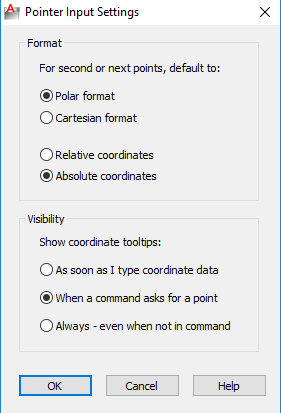 Pointer Input Settings
Format
For second or next points, default to:
Polar format
Cartesian format
Relative coordinates
Absolute coordinates
Visibility
Show coordinate tooltips:
As soon as I type coordinate data
When a command asks for a point
Always - even when not in command
OK Cancel Help